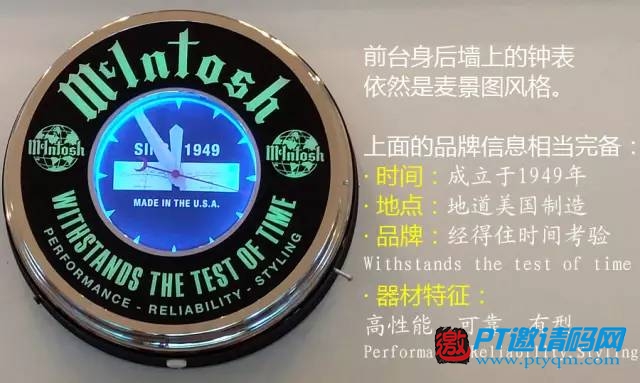 McIntosh
SINCE 1949
McIntosh
McIntosh
MADE IN THE U.S.A.
WITHSTANDS THE TEST OF TIME
PERFORMANCE - RELIABILITY - STYLING
前台身后墙上的钟表
依然是麦景图风格。
上面的品牌信息相当完备：
· 时间：成立于1949年
· 地点：地道美国制造
· 品牌：经得住时间考验
Withstands the test of time
· 器材特征：
高性能 可靠 有型
Reliability.Styling
邀
PT邀请码网
www.ptyqm.com